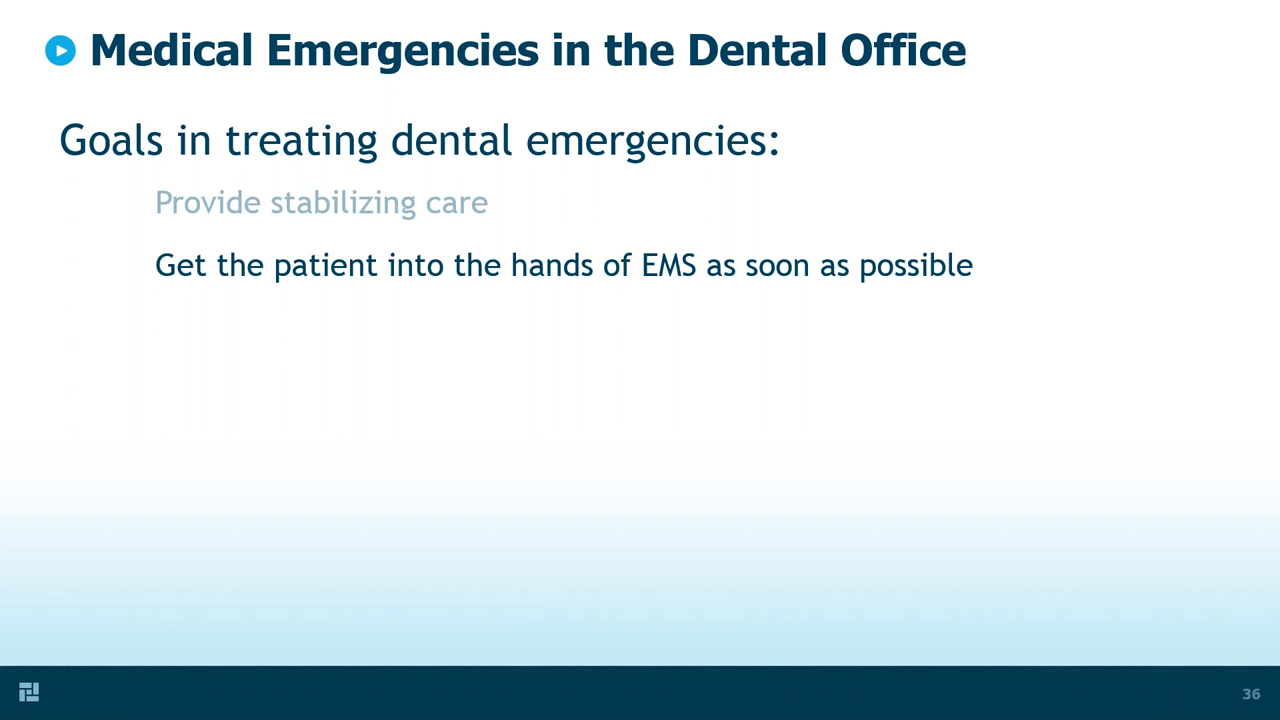 Medical Emergencies in the Dental Office
Goals in treating dental emergencies:
Provide stabilizing care
Get the patient into the hands of EMS as soon as possible
36